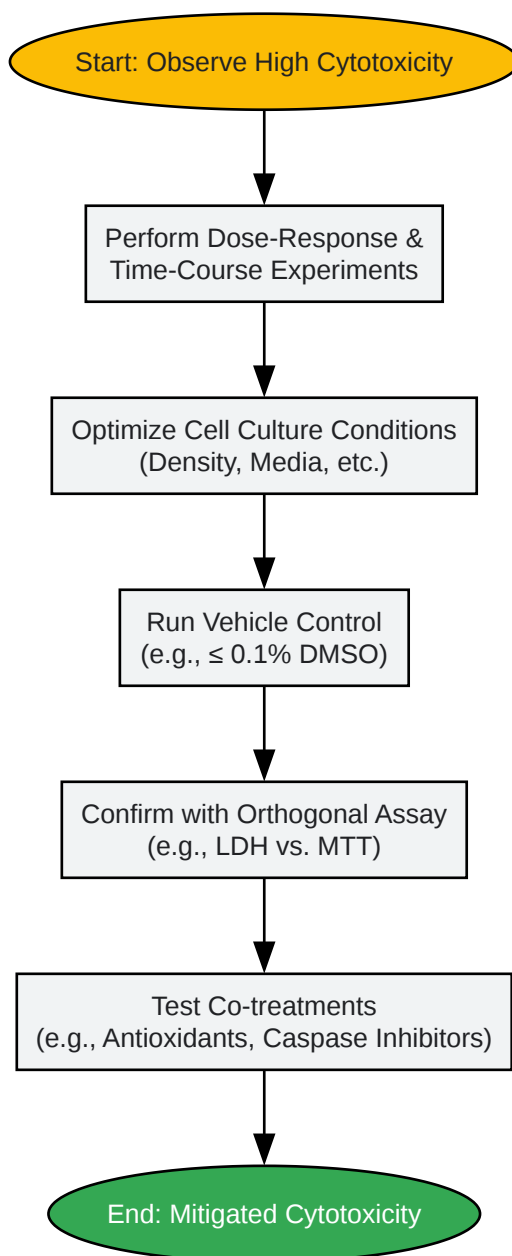 Start: Observe High Cytotoxicity
Perform Dose-Response &
Time-Course Experiments
Optimize Cell Culture Conditions
(Density, Media, etc.)
Run Vehicle Control
(e.g., ≤ 0.1% DMSO)
Confirm with Orthogonal Assay
(e.g., LDH vs. MTT)
Test Co-treatments
(e.g., Antioxidants, Caspase Inhibitors)
End: Mitigated Cytotoxicity